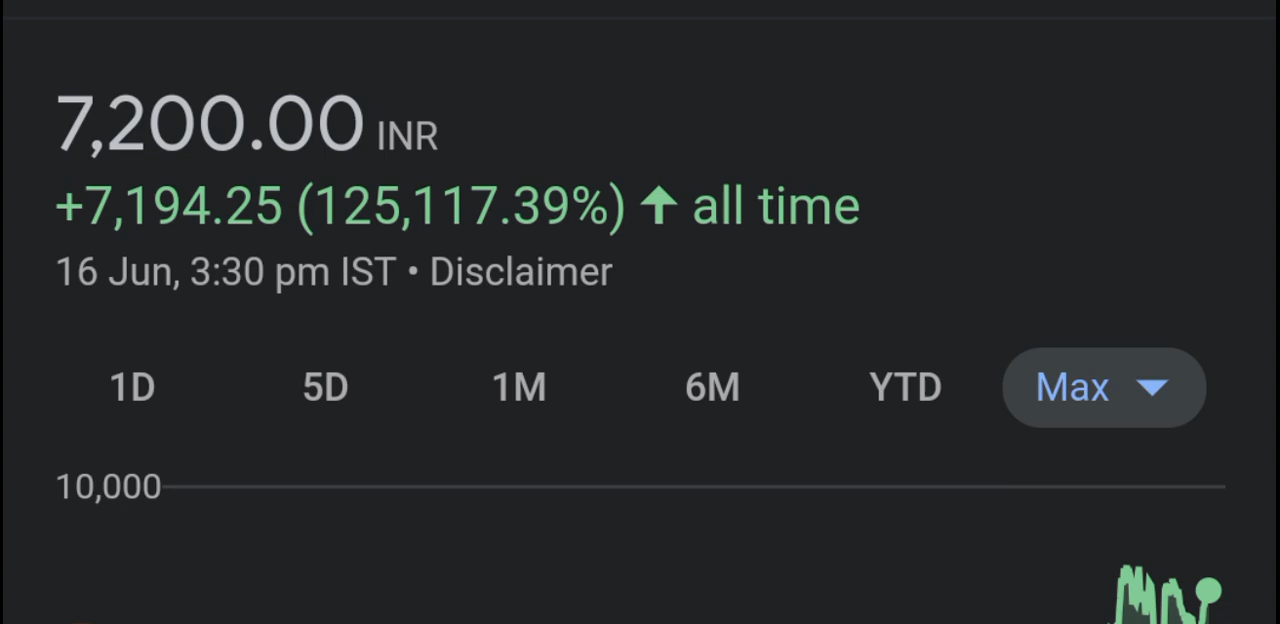 7,200.00 INR
+7,194.25 (125,117.39%) ↑ all time
16 Jun, 3:30 pm IST • Disclaimer
1D 5D 1M 6M YTD Max
10,000